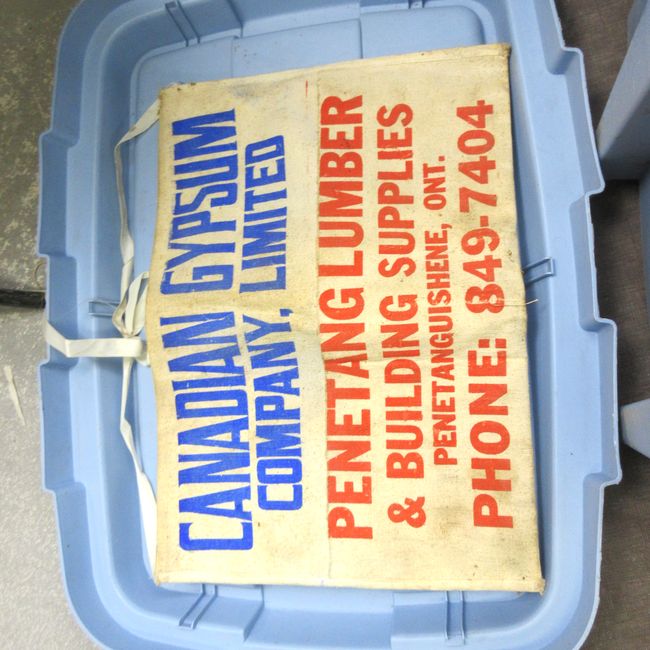 CANADIAN GYPSUM
COMPANY, LIMITED
PENETANG LUMBER
& BUILDING SUPPLIES
PENETANGUISHENE, ONT.
PHONE: 849-7404